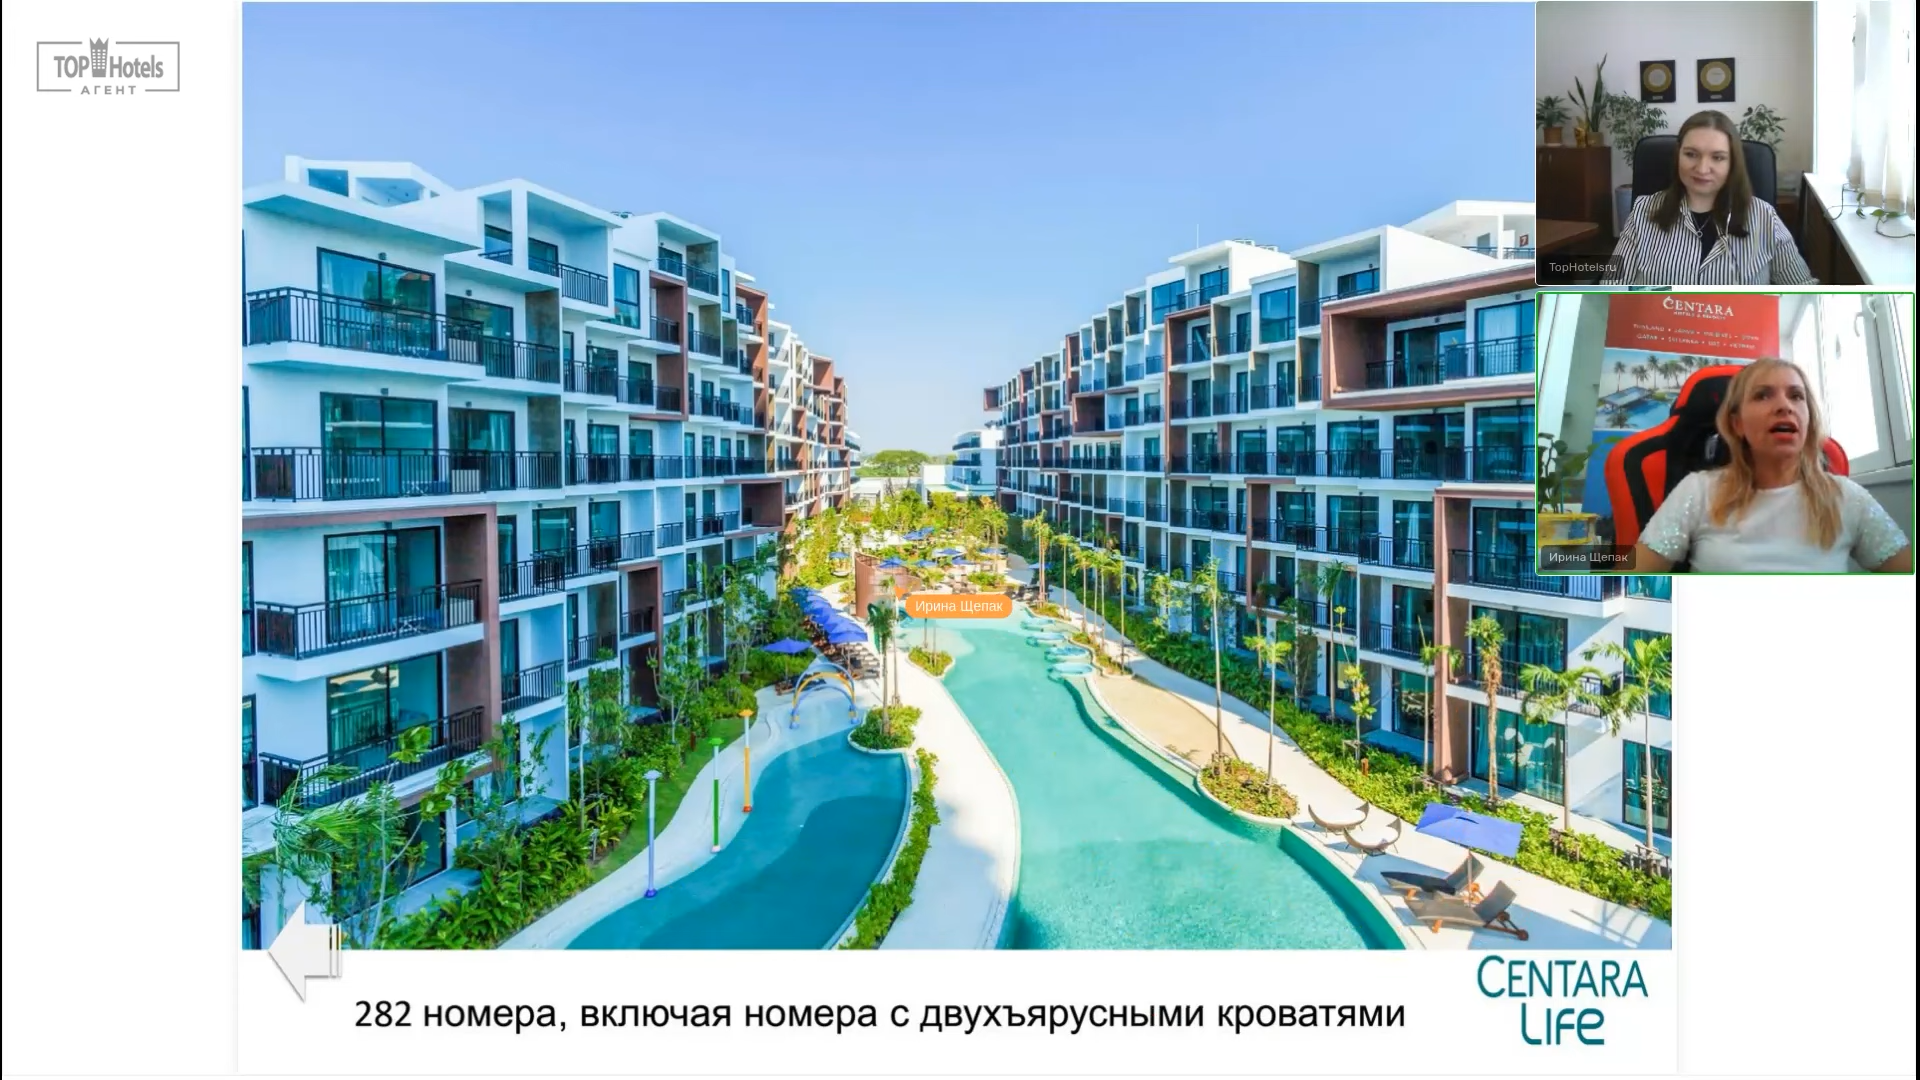 TOP Hotels
АГЕНТ
TopHotelsru
CENTARA
Ирина Щепак
Ирина Щепак
282 номера, включая номера с двухъярусными кроватями
CENTARA
LIFE